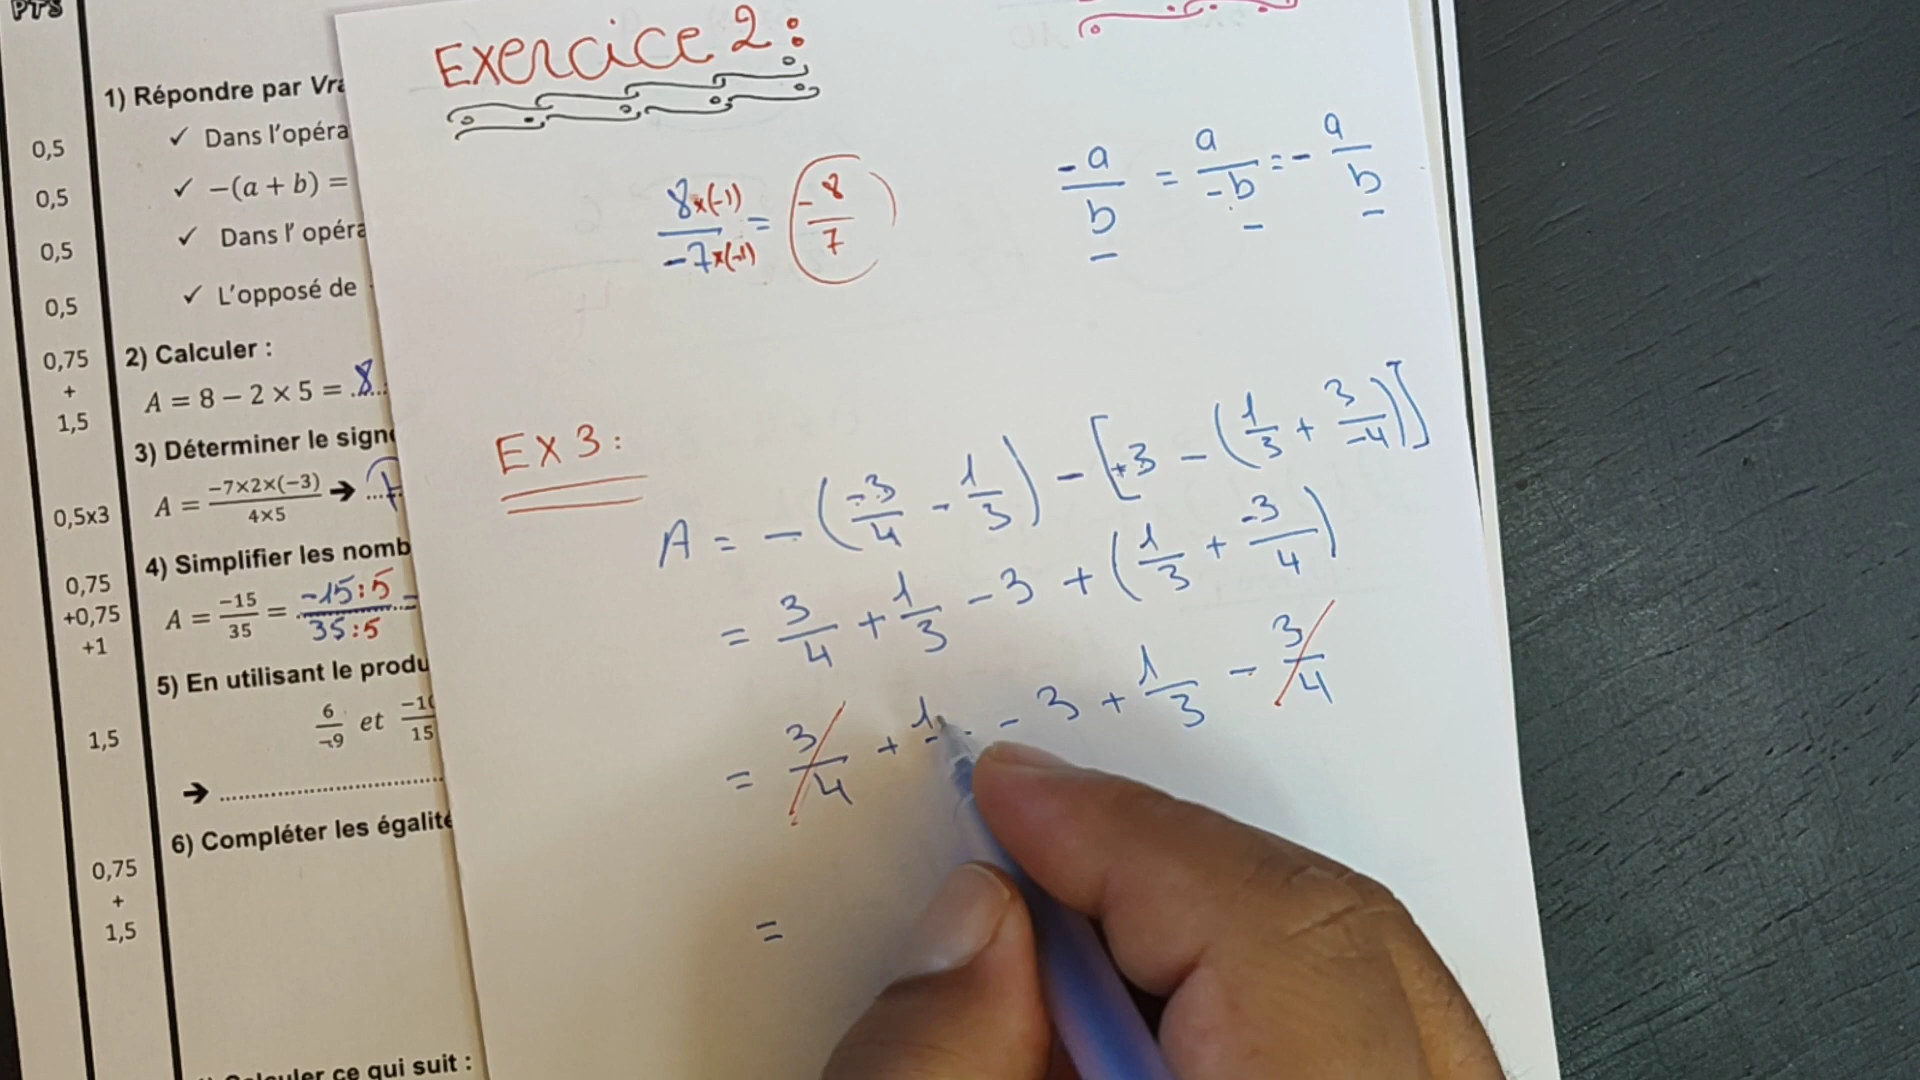 PTS
Exercice 2 :
1) Répondre par Vra
0,5 ✓ Dans l'opéra
0,5 ✓ −(a + b) =
0,5 ✓ Dans l' opéra
0,5 ✓ L'opposé de
8×(-1)/-7×(-1) = (-8/7)
-a/b = a/-b = - a/b
0,75 + 1,5
2) Calculer :
A = 8 − 2 × 5 = 8
3) Déterminer le signe
0,5x3 A = −7×2×(−3)/4×5 ➔
4) Simplifier les nomb
0,75 +0,75 +1
A = −15/35 = -15:5/35:5 =
5) En utilisant le produ
1,5 6/−9 et −10/15
➔
6) Compléter les égalité
0,75 + 1,5
Calculer ce qui suit :
EX 3 :
A = - (-3/4 - 1/3) - [+3 - (1/3 + 3/-4)]
= 3/4 + 1/3 - 3 + (1/3 + -3/4)
= 3/4 + 1 - 3 + 1/3 - 3/4
=